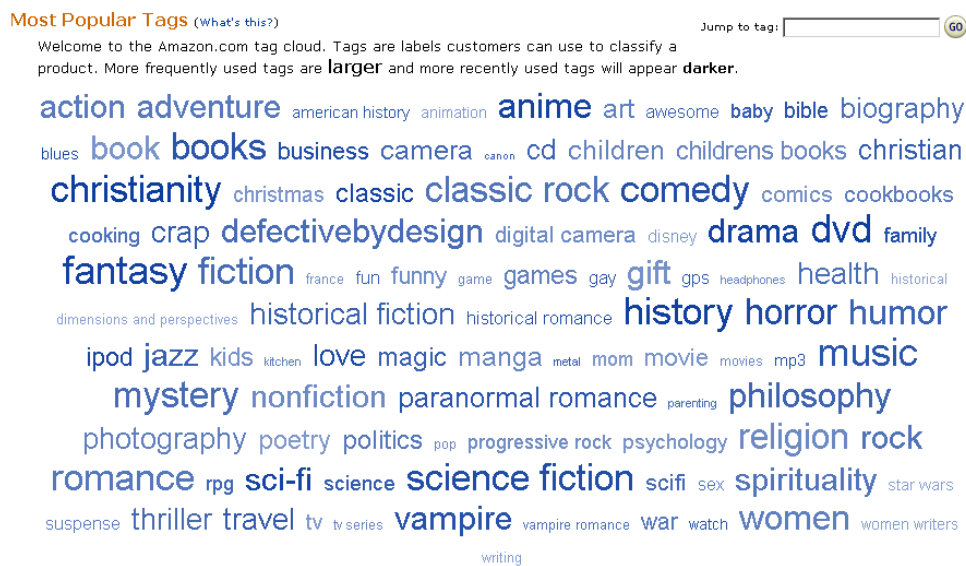 Most Popular Tags (What's this?)
Jump to tag: GO
Welcome to the Amazon.com tag cloud. Tags are labels customers can use to classify a
product. More frequently used tags are larger and more recently used tags will appear darker.
action adventure american history animation anime art awesome baby bible biography
blues book books business camera canon cd children childrens books christian
christianity christmas classic classic rock comedy comics cookbooks
cooking crap defectivebydesign digital camera disney drama dvd family
fantasy fiction france fun funny game games gay gift gps headphones health historical
dimensions and perspectives historical fiction historical romance history horror humor
ipod jazz kids kitchen love magic manga metal mom movie movies mp3 music
mystery nonfiction paranormal romance parenting philosophy
photography poetry politics pop progressive rock psychology religion rock
romance rpg sci-fi science science fiction scifi sex spirituality star wars
suspense thriller travel tv tv series vampire vampire romance war watch women women writers
writing